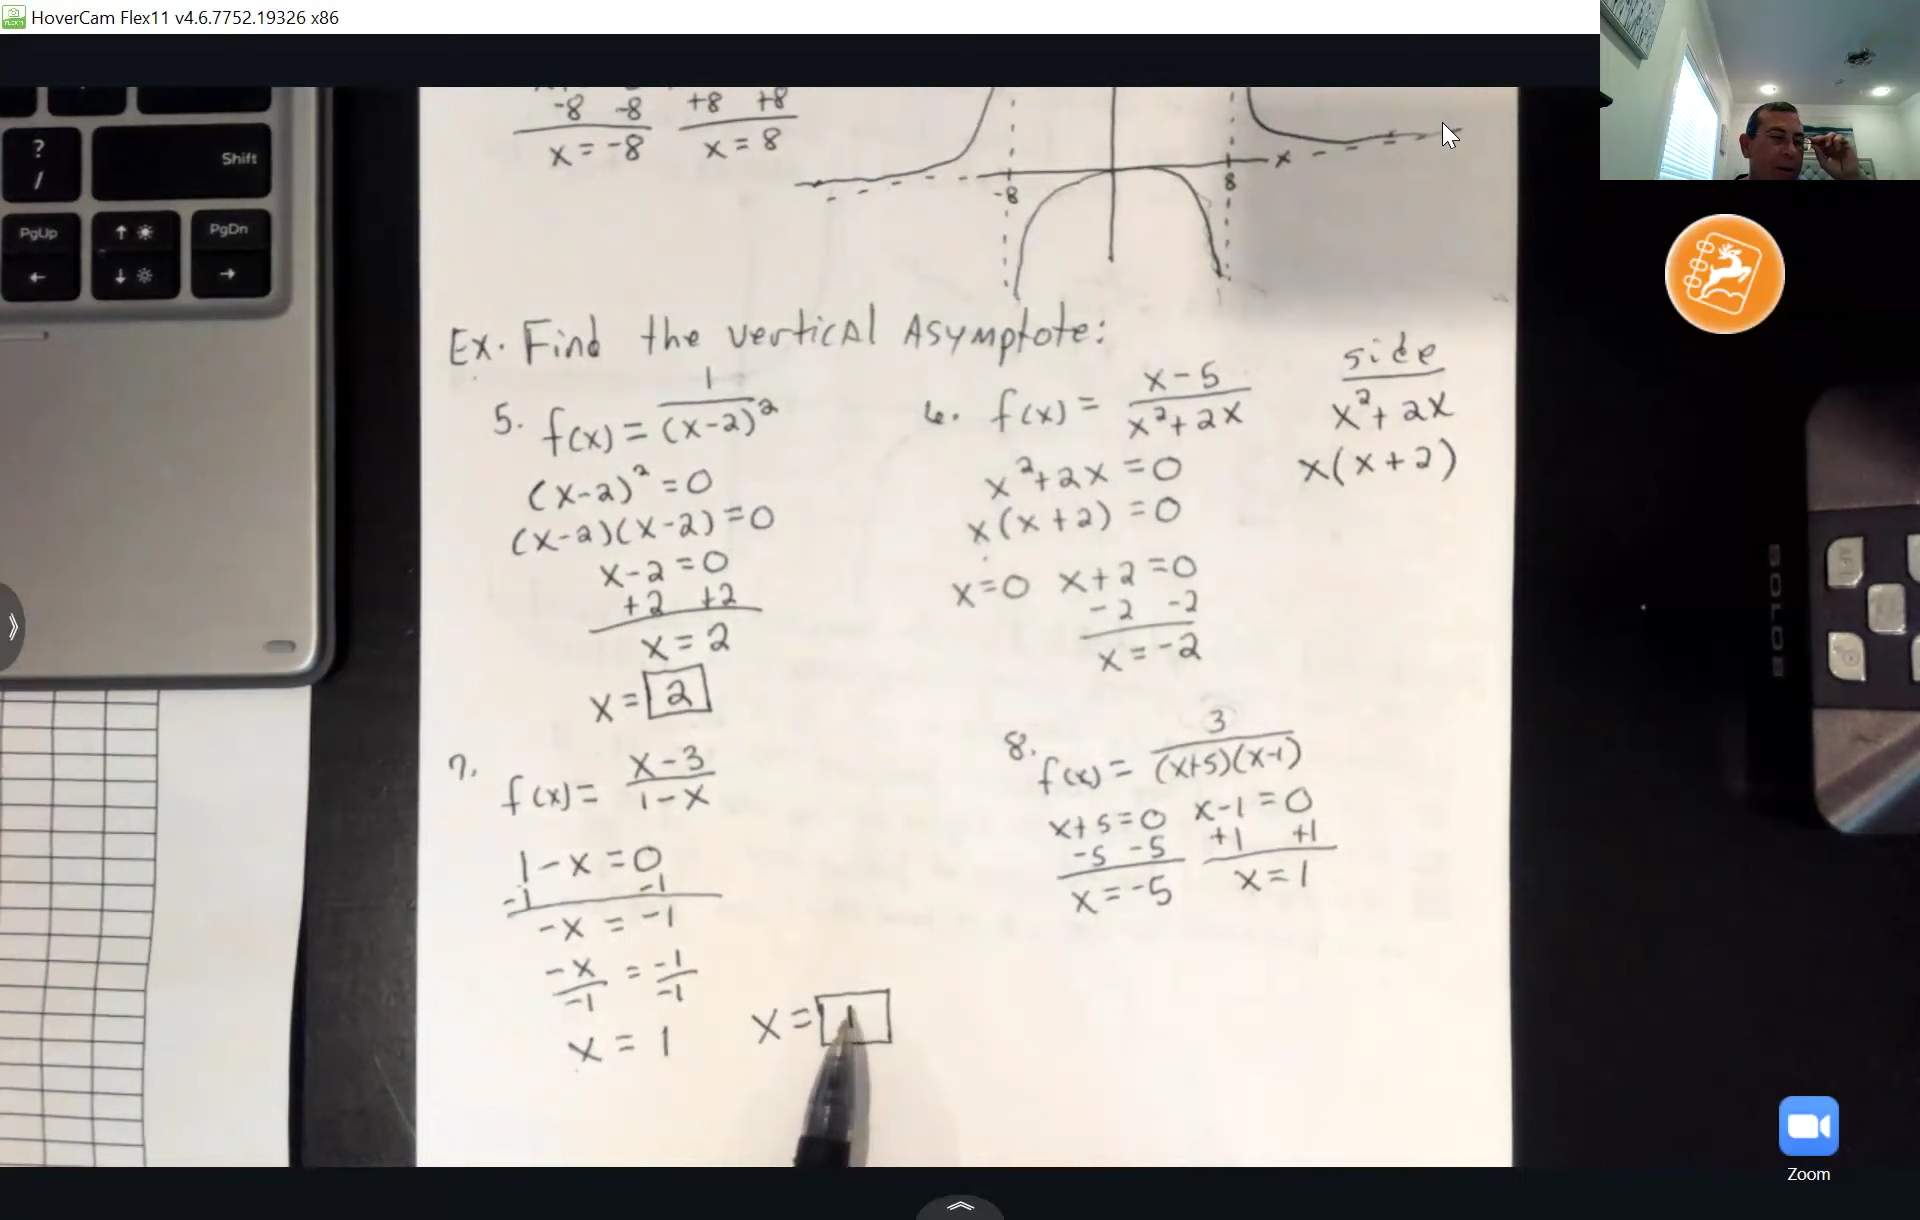 HoverCam Flex11 v4.6.7752.19326 x86
-8 -8 +8 +8
x = -8 x = 8
-8 8 x
? /
Shift
PgUp
PgDn
Ex. Find the vertical Asymptote:
5. f(x) = 1/(x-2)²
(x-2)² = 0
(x-2)(x-2) = 0
x-2 = 0
+2 +2
x = 2
x = 2
6. f(x) = x-5/x²+2x
x²+2x = 0
x(x+2) = 0
x=0 x+2 = 0
-2 -2
x = -2
side
x²+2x
x(x+2)
7. f(x) = x-3/1-x
1-x = 0
-1 -1
-x = -1
-x/-1 = -1/-1
x = 1 x = 1
8. f(x) = 3/(x+5)(x-1)
x+5=0 x-1=0
-5 -5 +1 +1
x=-5 x=1
BOLDE
Zoom